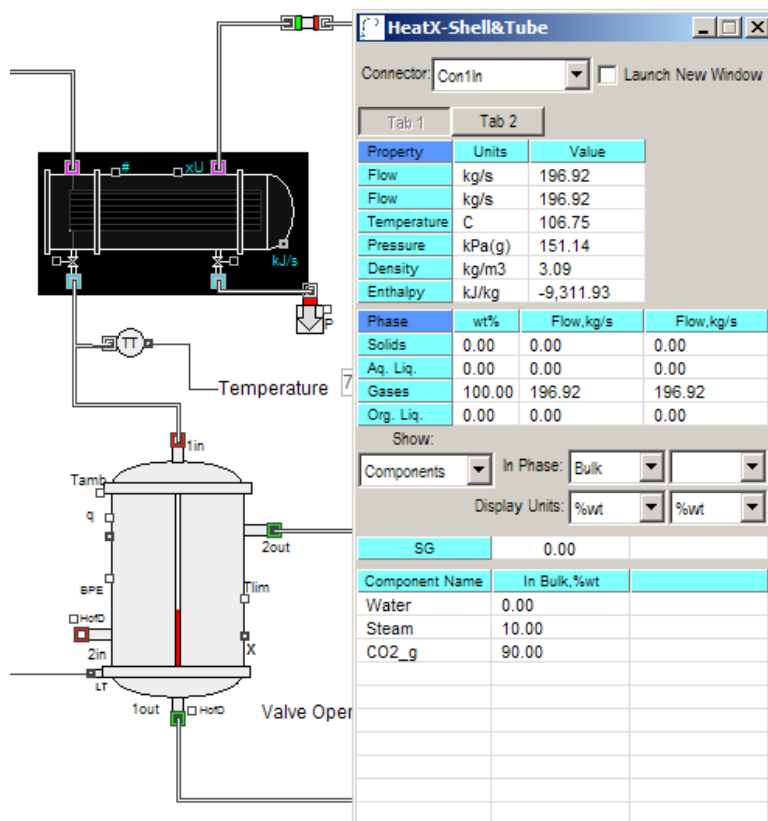 HeatX-Shell&Tube
Connector: Con1In Launch New Window
Tab 1 Tab 2
Property Units Value
Flow kg/s 196.92
Flow kg/s 196.92
Temperature C 106.75
Pressure kPa(g) 151.14
Density kg/m3 3.09
Enthalpy kJ/kg -9,311.93
Phase wt% Flow,kg/s Flow,kg/s
Solids 0.00 0.00 0.00
Aq. Liq. 0.00 0.00 0.00
Gases 100.00 196.92 196.92
Org. Liq. 0.00 0.00 0.00
Show:
Components In Phase: Bulk
Display Units: %wt %wt
SG 0.00
Component Name In Bulk,%wt
Water 0.00
Steam 10.00
CO2_g 90.00
# xU
kJ/s
P
TT
Temperature 7
1in
Tamb
q
2out
BPE
Tlim
HofD
2in
X
LT
1out HofD
Valve Oper